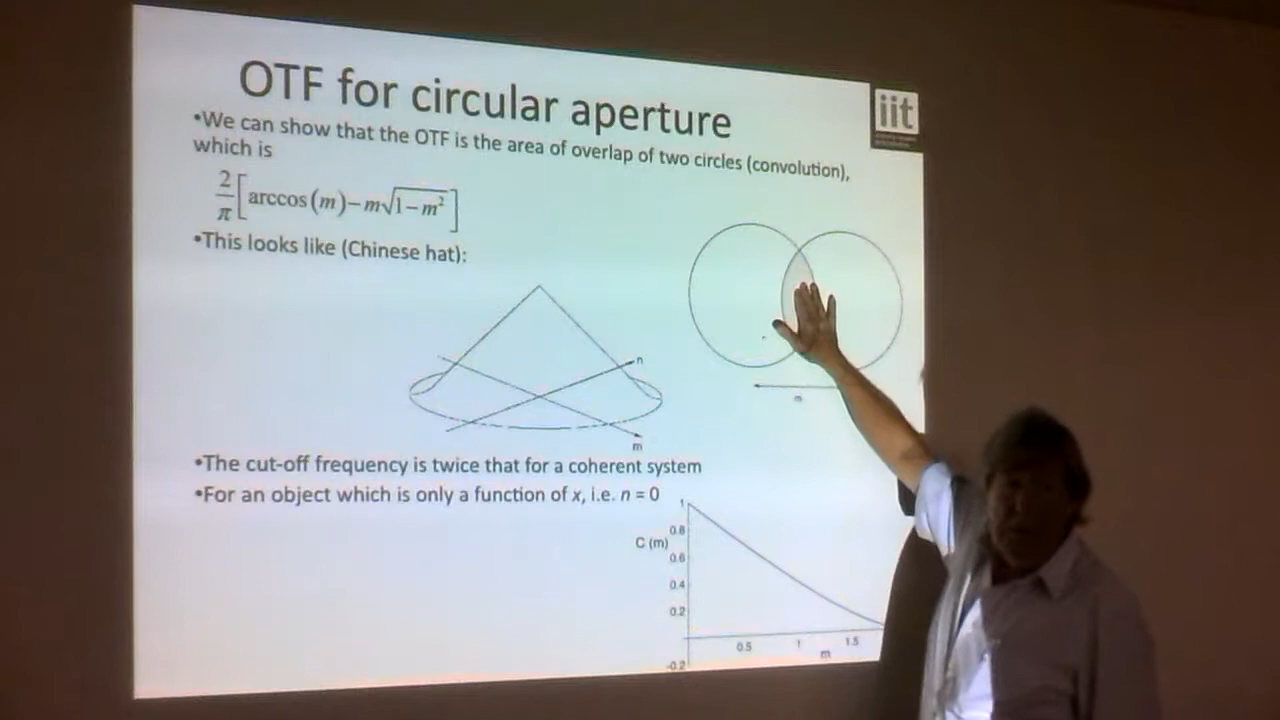 OTF for circular aperture
iit
•We can show that the OTF is the area of overlap of two circles (convolution),
which is
2/π [arccos(m)−m√1−m²]
•This looks like (Chinese hat):
n
m
m
•The cut-off frequency is twice that for a coherent system
•For an object which is only a function of x, i.e. n = 0
1
0.8
C (m)
0.6
0.4
0.2
0.5
1
1.5
m
-0.2